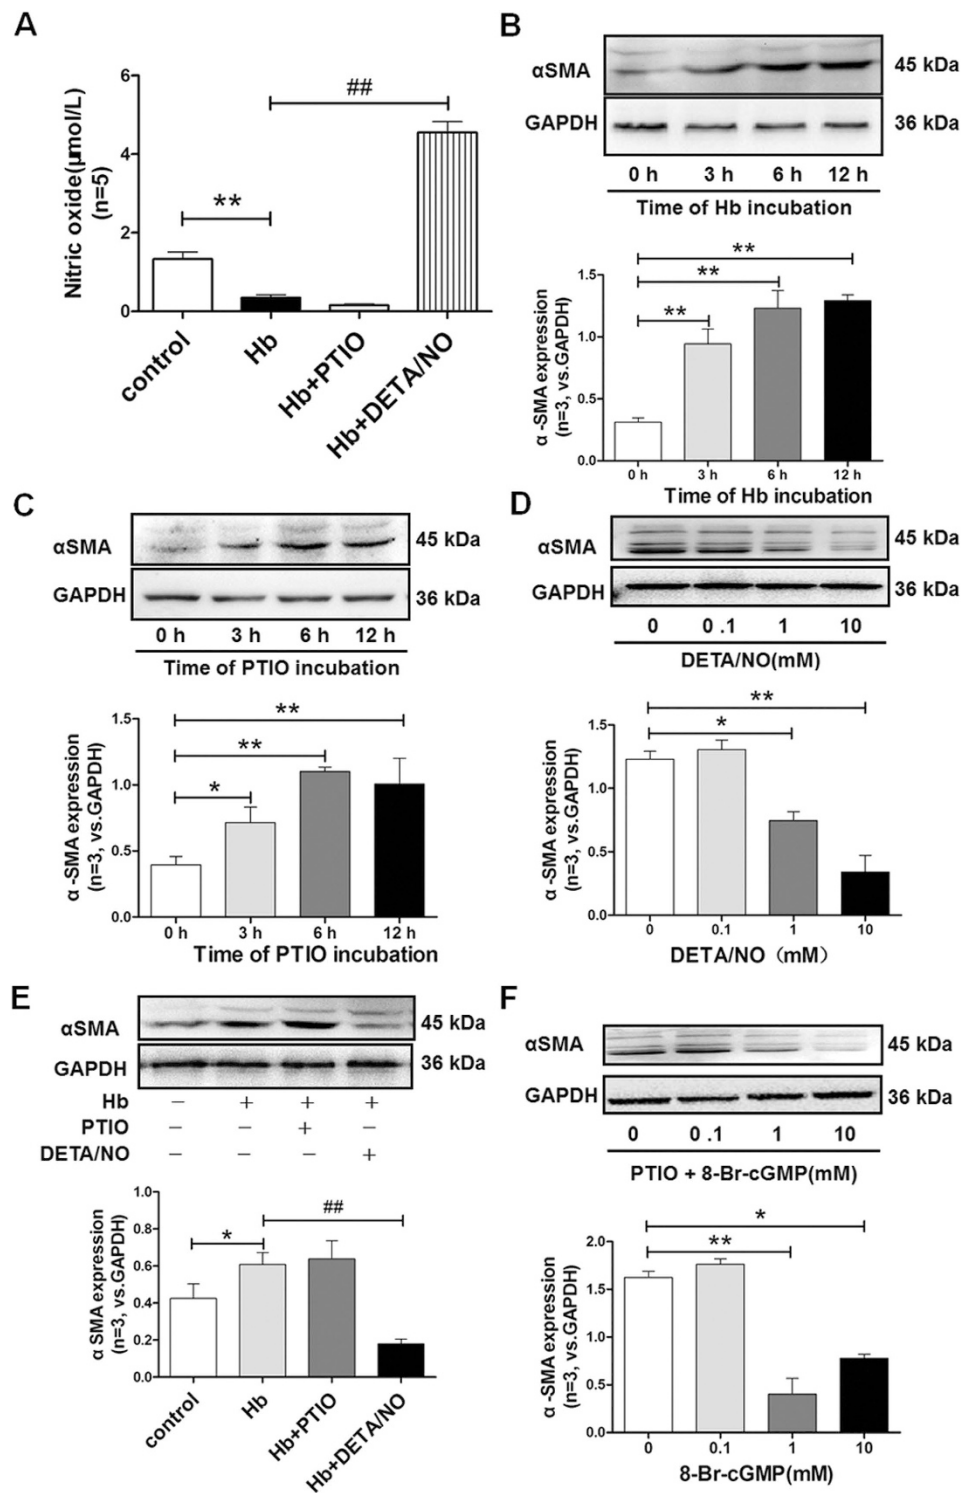 A
Nitric oxide(μmol/L)
(n=5)
6
4
2
0
##
**
control
Hb
Hb+PTIO
Hb+DETA/NO
B
αSMA
45 kDa
GAPDH
36 kDa
0 h 3 h 6 h 12 h
Time of Hb incubation
α -SMA expression
(n=3, vs.GAPDH)
1.5
1.0
0.5
0.0
**
**
**
0 h 3 h 6 h 12 h
Time of Hb incubation
C
αSMA
45 kDa
GAPDH
36 kDa
0 h 3 h 6 h 12 h
Time of PTIO incubation
α -SMA expression
(n=3, vs.GAPDH)
1.5
1.0
0.5
0.0
**
**
*
0 h 3 h 6 h 12 h
Time of PTIO incubation
D
αSMA
45 kDa
GAPDH
36 kDa
0 0 .1 1 10
DETA/NO(mM)
α -SMA expression
(n=3, vs.GAPDH)
1.5
1.0
0.5
0.0
**
*
0 0.1 1 10
DETA/NO（mM）
E
αSMA
45 kDa
GAPDH
36 kDa
Hb − + + +
PTIO − − + −
DETA/NO − − − +
α SMA expression
(n=3, vs.GAPDH)
1.0
0.8
0.6
0.4
0.2
0.0
##
*
control
Hb
Hb+PTIO
Hb+DETA/NO
F
αSMA
45 kDa
GAPDH
36 kDa
0 0 .1 1 10
PTIO + 8-Br-cGMP(mM)
α -SMA expression
(n=3, vs.GAPDH)
2.0
1.5
1.0
0.5
0.0
*
**
0 0.1 1 10
8-Br-cGMP(mM)